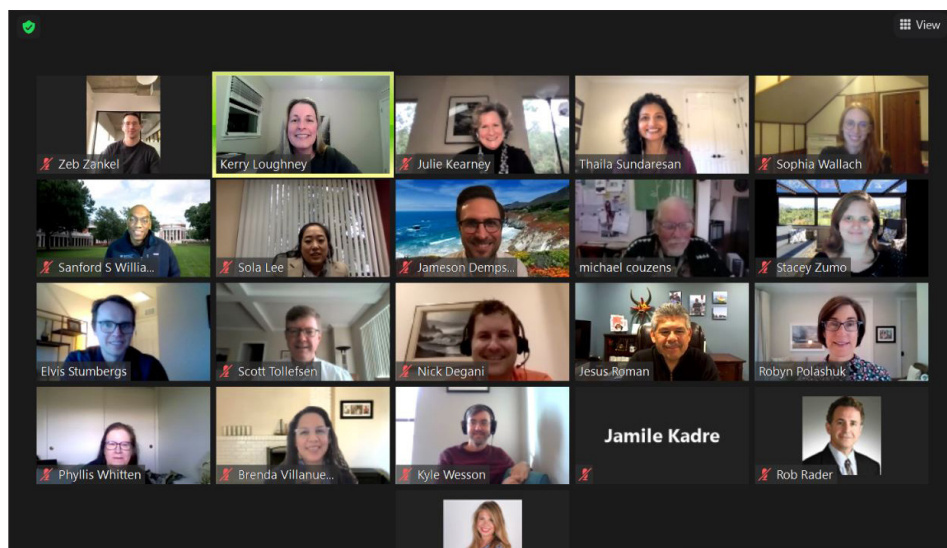 View
Zeb Zankel
Kerry Loughney
Julie Kearney
Thaila Sundaresan
Sophia Wallach
Sanford S Willia...
Sola Lee
Jameson Demps...
michael couzens
Stacey Zumo
Elvis Stumbergs
Scott Tollefsen
Nick Degani
Jesus Roman
Robyn Polashuk
Phyllis Whitten
Brenda Villanue...
Kyle Wesson
Jamile Kadre
Rob Rader